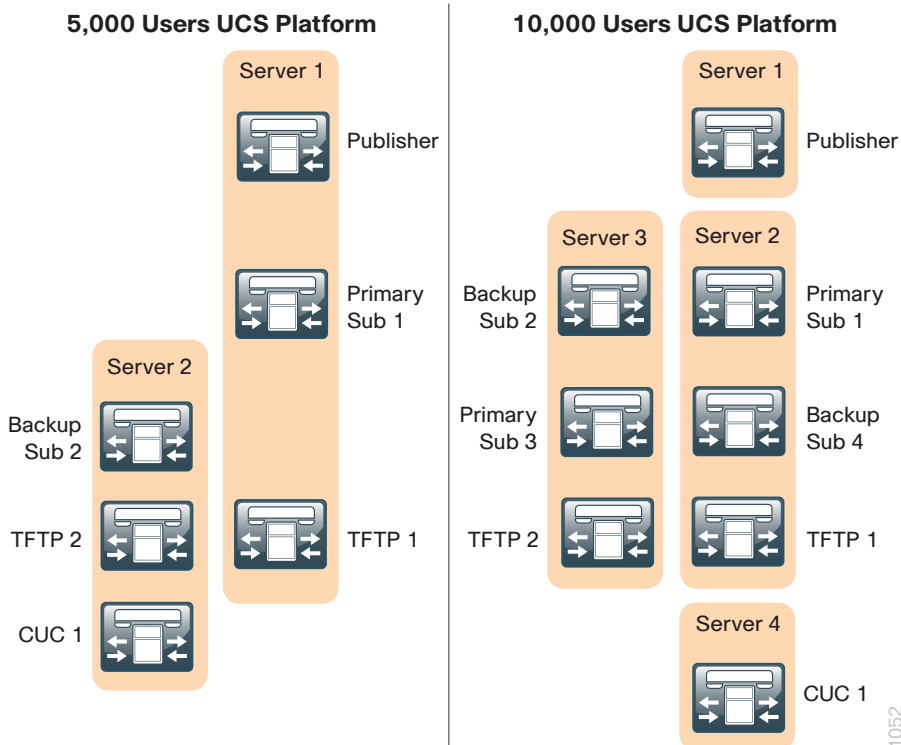 5,000 Users UCS Platform
Server 1
Publisher
Primary
Sub 1
Server 2
Backup
Sub 2
TFTP 2
TFTP 1
CUC 1
10,000 Users UCS Platform
Server 1
Publisher
Server 3
Server 2
Backup
Sub 2
Primary
Sub 1
Primary
Sub 3
Backup
Sub 4
TFTP 2
TFTP 1
Server 4
CUC 1
1052